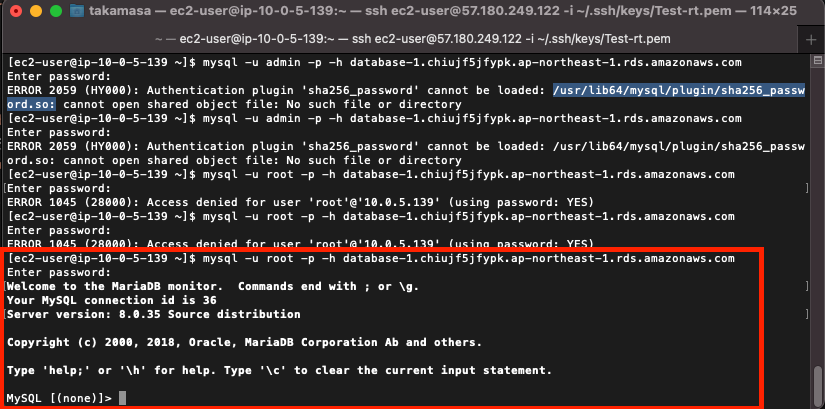 takamasa — ec2-user@ip-10-0-5-139:~ — ssh ec2-user@57.180.249.122 -i ~/.ssh/keys/Test-rt.pem — 114×25
~ — ec2-user@ip-10-0-5-139:~ — ssh ec2-user@57.180.249.122 -i ~/.ssh/keys/Test-rt.pem
+
[ec2-user@ip-10-0-5-139 ~]$ mysql -u admin -p -h database-1.chiujf5jfypk.ap-northeast-1.rds.amazonaws.com
Enter password:
ERROR 2059 (HY000): Authentication plugin 'sha256_password' cannot be loaded: /usr/lib64/mysql/plugin/sha256_passw
ord.so: cannot open shared object file: No such file or directory
[ec2-user@ip-10-0-5-139 ~]$ mysql -u admin -p -h database-1.chiujf5jfypk.ap-northeast-1.rds.amazonaws.com
Enter password:
ERROR 2059 (HY000): Authentication plugin 'sha256_password' cannot be loaded: /usr/lib64/mysql/plugin/sha256_passw
ord.so: cannot open shared object file: No such file or directory
[ec2-user@ip-10-0-5-139 ~]$ mysql -u root -p -h database-1.chiujf5jfypk.ap-northeast-1.rds.amazonaws.com
[Enter password: ]
ERROR 1045 (28000): Access denied for user 'root'@'10.0.5.139' (using password: YES)
[ec2-user@ip-10-0-5-139 ~]$ mysql -u root -p -h database-1.chiujf5jfypk.ap-northeast-1.rds.amazonaws.com
Enter password:
ERROR 1045 (28000): Access denied for user 'root'@'10.0.5.139' (using password: YES)
[ec2-user@ip-10-0-5-139 ~]$ mysql -u root -p -h database-1.chiujf5jfypk.ap-northeast-1.rds.amazonaws.com
Enter password:
[Welcome to the MariaDB monitor.  Commands end with ; or \g. ]
Your MySQL connection id is 36
[Server version: 8.0.35 Source distribution ]
Copyright (c) 2000, 2018, Oracle, MariaDB Corporation Ab and others.
Type 'help;' or '\h' for help. Type '\c' to clear the current input statement.
MySQL [(none)]>